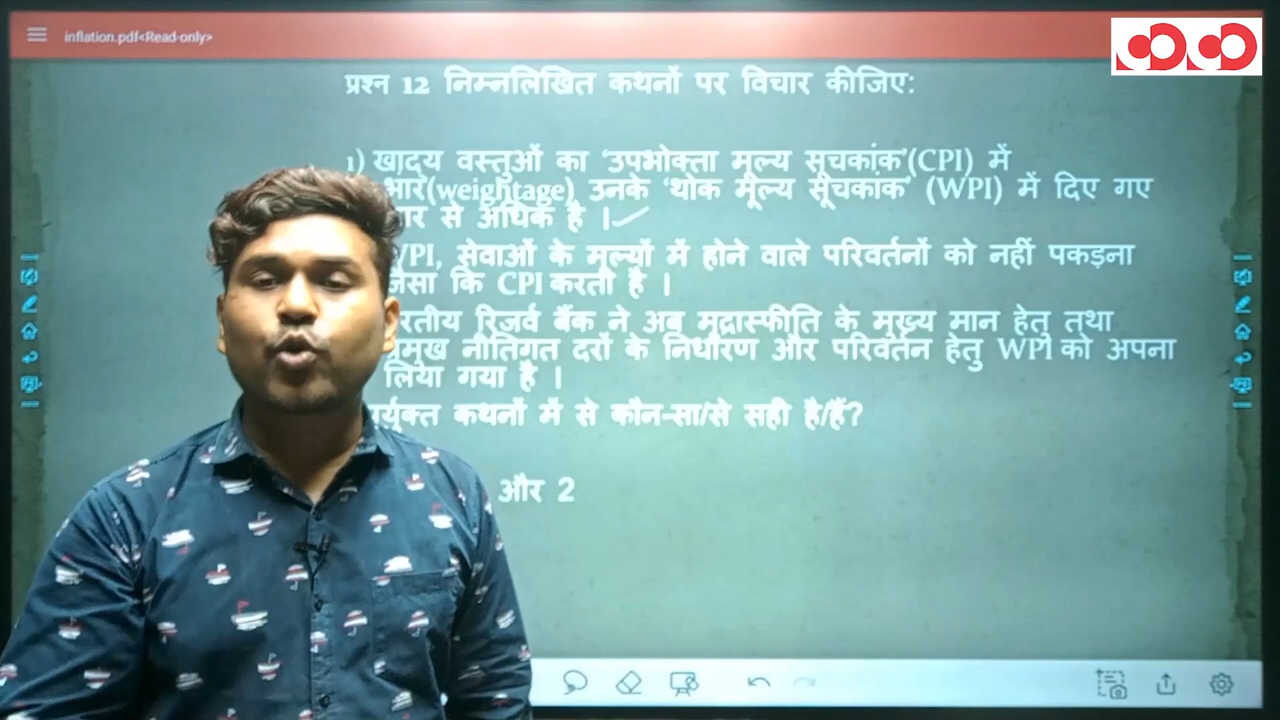 inflation.pdf<Read-only>
प्रश्न 12 निम्नलिखित कथनों पर विचार कीजिए:
1) खाद्य वस्तुओं का ‘उपभोक्ता मूल्य सूचकांक’(CPI) में
भार(weightage) उनके ‘थोक मूल्य सूचकांक’ (WPI) में दिए गए
से अधिक है ।
सेवाओं के मूल्यों में होने वाले परिवर्तनों को नहीं पकड़ना
जैसा कि CPI करती है ।
रिजर्व बैंक ने अब मुद्रास्फीति के मुख्य मान हेतु तथा
प्रमुख नीतिगत दरों के निर्धारण और परिवर्तन हेतु WPI को अपना
लिया गया है ।
कथनों में से कौन-सा/से सही है/हैं?
और 2